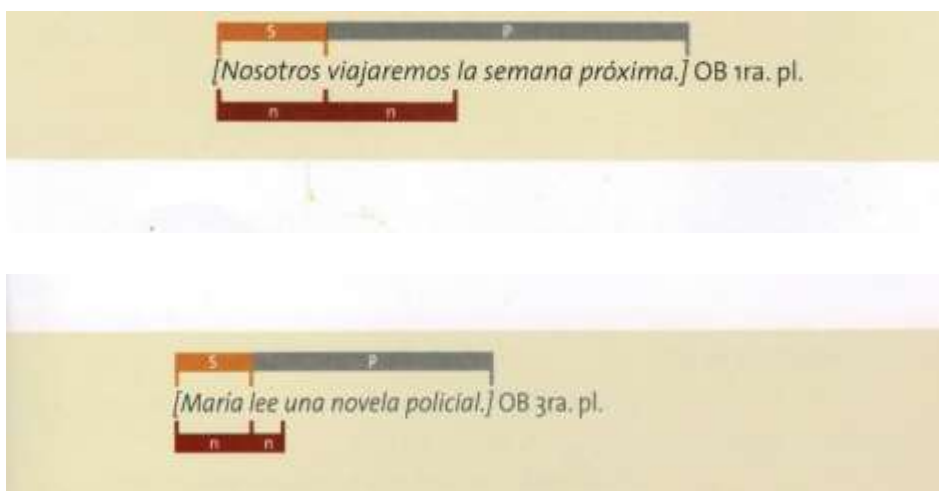 S P
[Nosotros viajaremos la semana próxima.] OB 1ra. pl.
n n
S P
[María lee una novela policial.] OB 3ra. pl.
n n